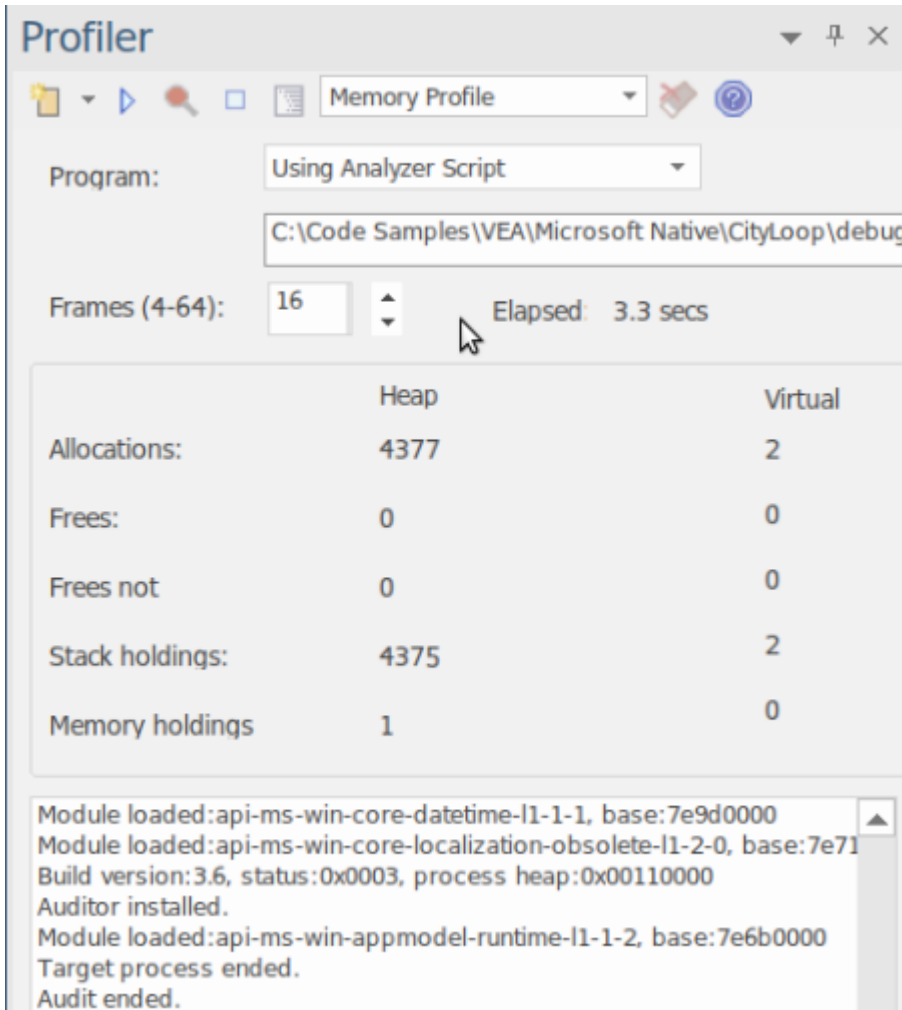 Profiler
Memory Profile
Program: Using Analyzer Script
C:\Code Samples\VEA\Microsoft Native\CityLoop\debug
Frames (4-64): 16 Elapsed: 3.3 secs
Heap Virtual
Allocations: 4377 2
Frees: 0 0
Frees not 0 0
Stack holdings: 4375 2
Memory holdings 1 0
Module loaded:api-ms-win-core-datetime-l1-1-1, base:7e9d0000
Module loaded:api-ms-win-core-localization-obsolete-l1-2-0, base:7e71
Build version:3.6, status:0x0003, process heap:0x00110000
Auditor installed.
Module loaded:api-ms-win-appmodel-runtime-l1-1-2, base:7e6b0000
Target process ended.
Audit ended.